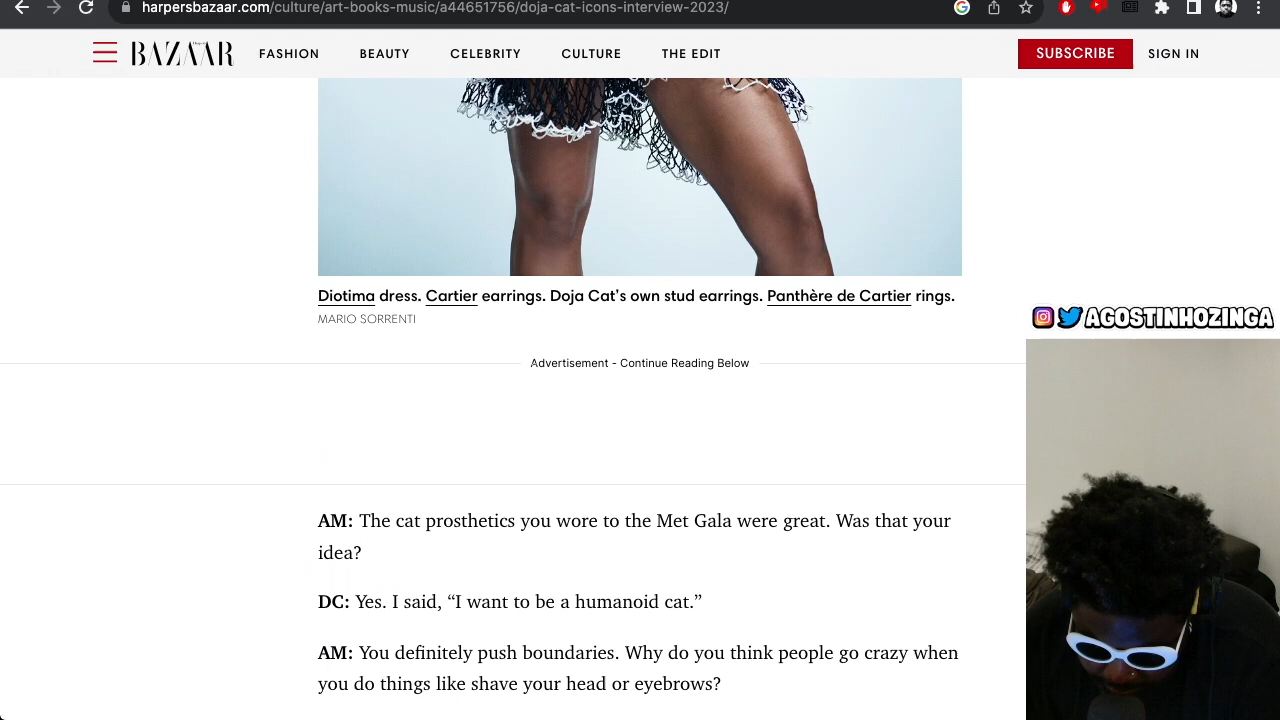 harpersbazaar.com/culture/art-books-music/a44651756/doja-cat-icons-interview-2023/
BAZAAR FASHION BEAUTY CELEBRITY CULTURE THE EDIT SUBSCRIBE SIGN IN
Diotima dress. Cartier earrings. Doja Cat’s own stud earrings. Panthère de Cartier rings.
MARIO SORRENTI
AGOSTINHOZINGA
Advertisement - Continue Reading Below
AM: The cat prosthetics you wore to the Met Gala were great. Was that your
idea?
DC: Yes. I said, “I want to be a humanoid cat.”
AM: You definitely push boundaries. Why do you think people go crazy when
you do things like shave your head or eyebrows?